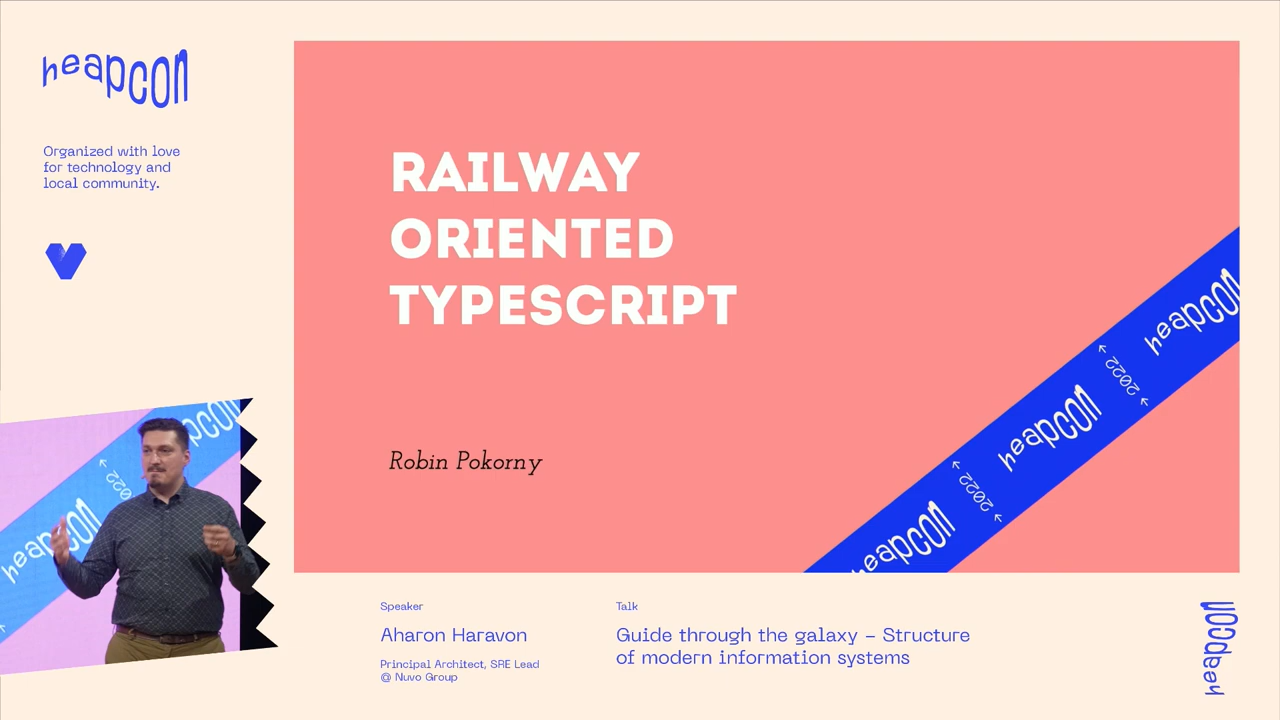 heapcon
Organized with love
for technology and
local community.
RAILWAY
ORIENTED
TYPESCRIPT
Robin Pokorny
heapcon
2022
heapcon
2022
heapcon
heapcon
2022
heapcon
Speaker
Aharon Haravon
Principal Architect, SRE Lead
@ Nuvo Group
Talk
Guide through the galaxy – Structure
of modern information systems
heapcon